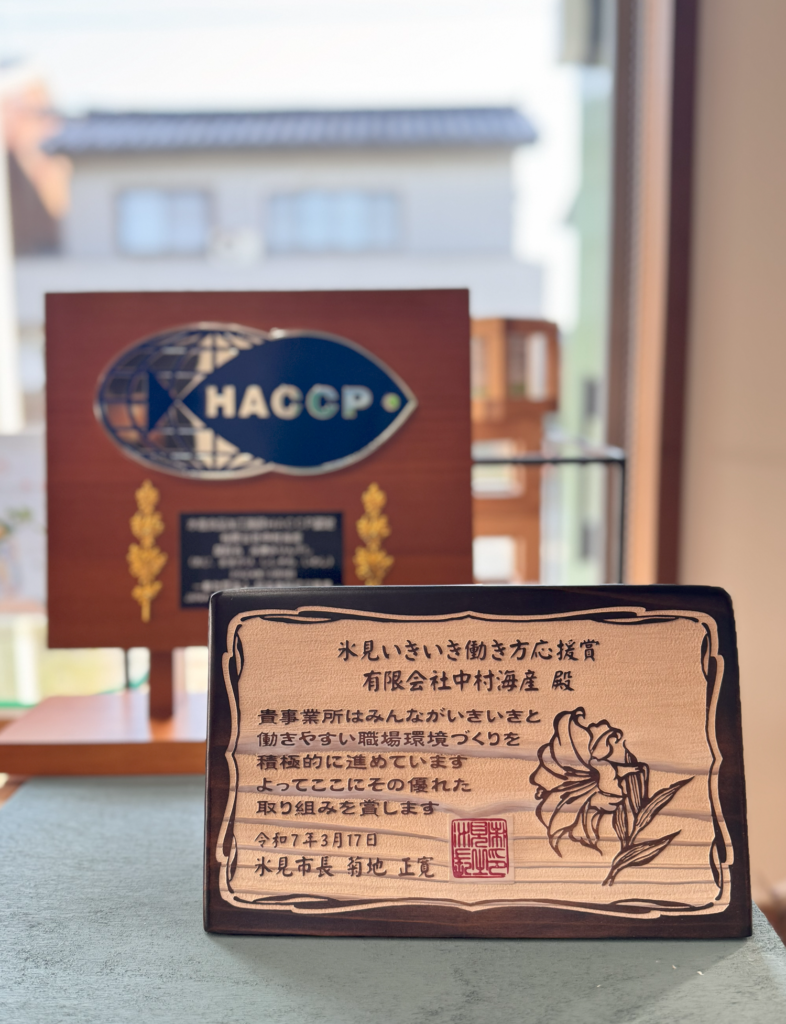 HACCP
氷見いきいき働き方応援賞
有限会社中村海産 殿
貴事業所はみんながいきいきと
働きやすい職場環境づくりを
積極的に進めています
よってここにその優れた
取り組みを賞します
令和7年3月17日
氷見市長 菊地 正寛